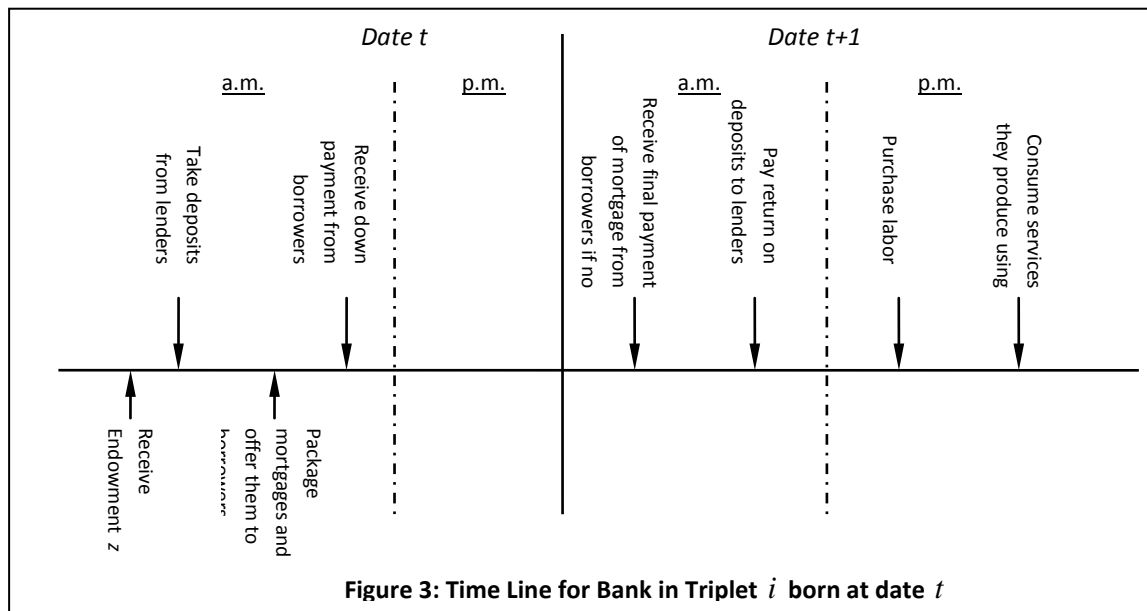 Date t
Date t+1
a.m.
p.m.
a.m.
p.m.
Take deposits
from lenders
Receive down
payment from
borrowers
Receive final payment
of mortgage from
borrowers if no
Pay return on
deposits to lenders
Purchase labor
Consume services
they produce using
Receive
Endowment z
Package
mortgages and
offer them to
Figure 3: Time Line for Bank in Triplet i born at date t